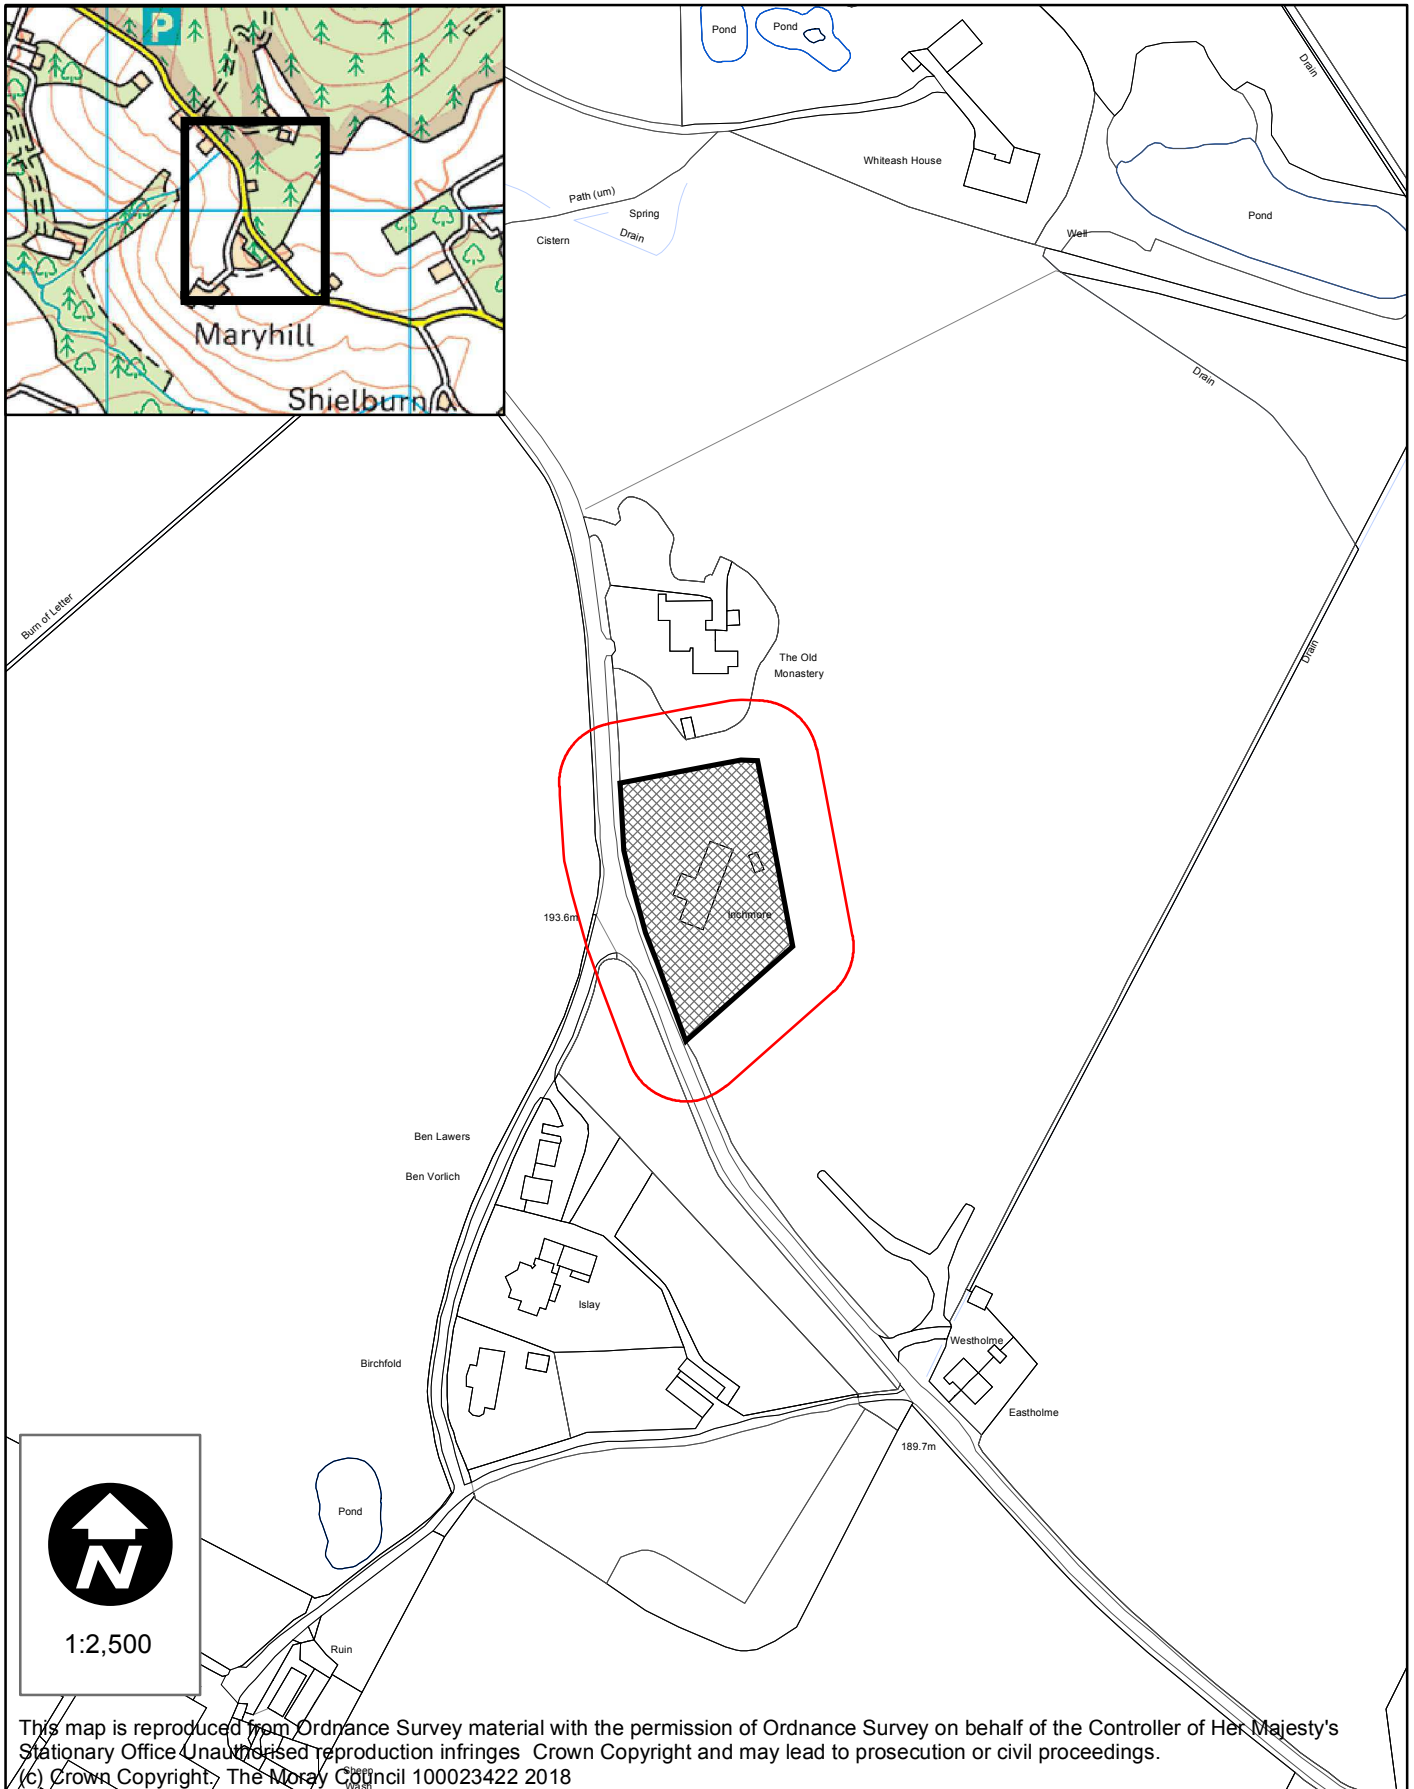 P
Maryhill
Shielburn
Pond
Pond
Drain
Whiteash House
Path (um)
Spring
Drain
Cistern
Well
Pond
Drain
Burn of Letter
The Old
Monastery
Drain
Inchmore
193.6m
Ben Lawers
Ben Vorlich
Islay
Birchfold
Westholme
Eastholme
189.7m
Pond
N
1:2,500
Ruin
Sheep
Wash
This map is reproduced from Ordnance Survey material with the permission of Ordnance Survey on behalf of the Controller of Her Majesty's
Stationary Office Unauthorised reproduction infringes Crown Copyright and may lead to prosecution or civil proceedings.
(c) Crown Copyright. The Moray Council 100023422 2018